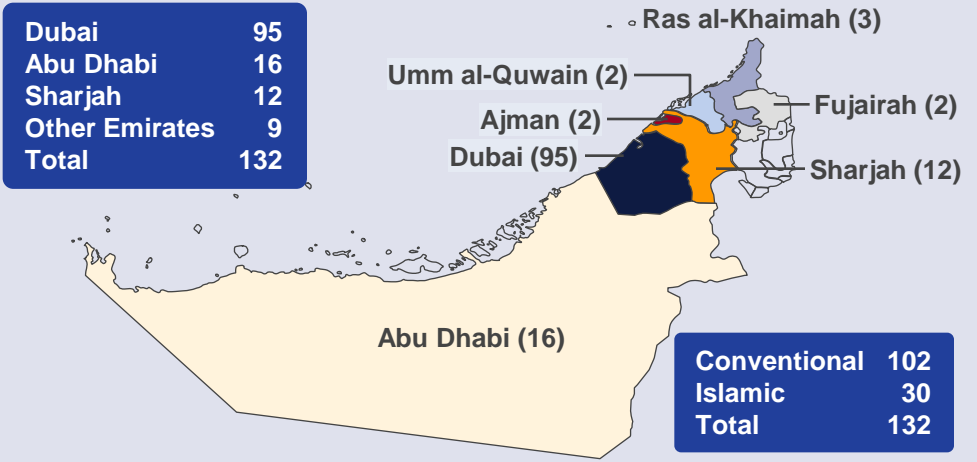 Dubai 95
Abu Dhabi 16
Sharjah 12
Other Emirates 9
Total 132
Ras al-Khaimah (3)
Umm al-Quwain (2)
Fujairah (2)
Ajman (2)
Dubai (95)
Sharjah (12)
Abu Dhabi (16)
Conventional 102
Islamic 30
Total 132